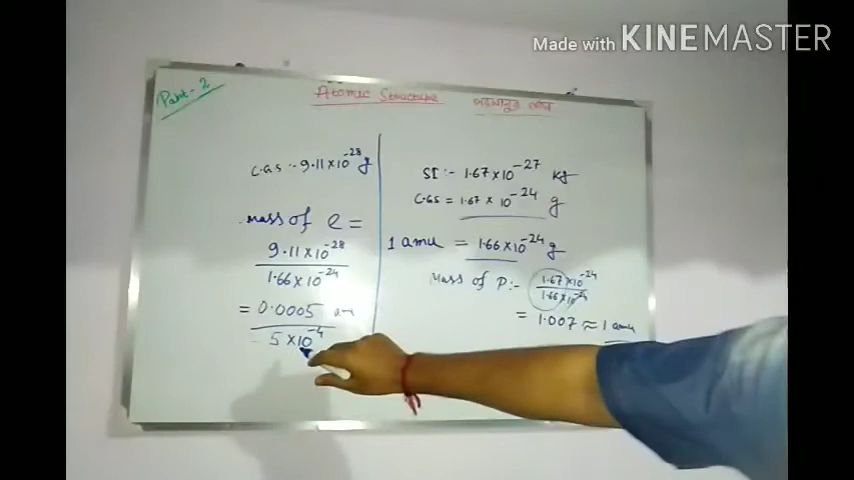 Made with KINEMASTER
Part-2
Atomic Structure পরমাণুর গঠন
C.G.S :- 9.11×10⁻²⁸ g
Mass of e =
9.11×10⁻²⁸
1.66×10⁻²⁴
= 0.0005 amu
5×10⁻⁴
SI :- 1.67×10⁻²⁷ kg
C.G.S = 1.67×10⁻²⁴ g
1 amu = 1.66×10⁻²⁴ g
Mass of P :- 1.67×10⁻²⁴
1.66×10⁻²⁴
= 1.007 ≈ 1 amu